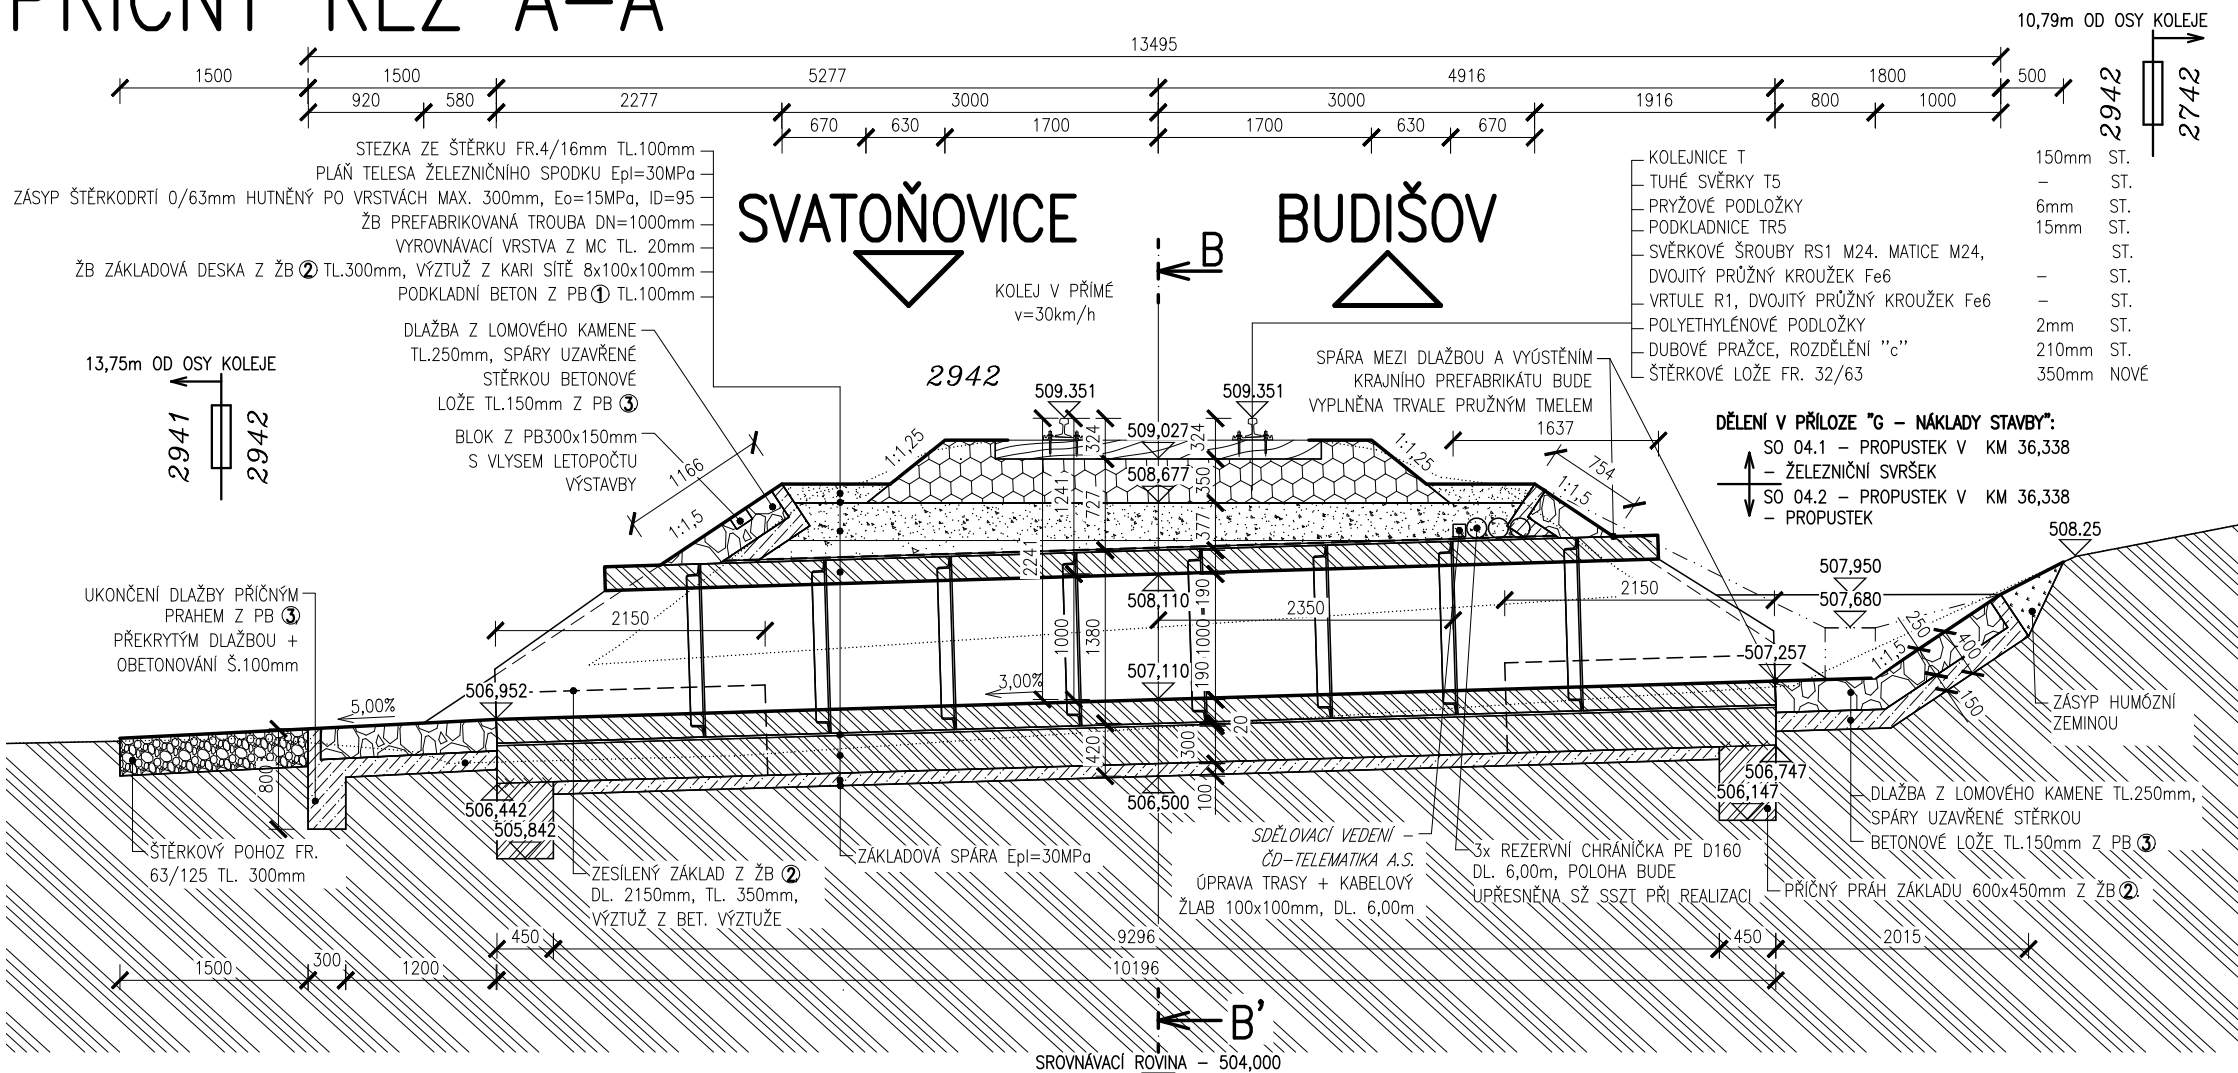 PŘÍČNÝ ŘEZ A-A
10,79m OD OSY KOLEJE
2942
2742
13495
1500
1500
5277
4916
1800
500
920
580
2277
3000
3000
1916
800
1000
670
630
1700
1700
630
670
STEZKA ZE ŠTĚRKU FR.4/16mm TL.100mm
PLÁŇ TELESA ŽELEZNIČNÍHO SPODKU Epl=30MPa
ZÁSYP ŠTĚRKODRTÍ 0/63mm HUTNĚNÝ PO VRSTVÁCH MAX. 300mm, Eo=15MPa, ID=95
ŽB PREFABRIKOVANÁ TROUBA DN=1000mm
VYROVNÁVACÍ VRSTVA Z MC TL. 20mm
ŽB ZÁKLADOVÁ DESKA Z ŽB ② TL.300mm, VÝZTUŽ Z KARI SÍTĚ 8x100x100mm
PODKLADNÍ BETON Z PB ① TL.100mm
SVATOŇOVICE
BUDIŠOV
B
KOLEJ V PŘÍMÉ
v=30km/h
KOLEJNICE T 150mm ST.
TUHÉ SVĚRKY T5 – ST.
PRYŽOVÉ PODLOŽKY 6mm ST.
PODKLADNICE TR5 15mm ST.
SVĚRKOVÉ ŠROUBY RS1 M24. MATICE M24, ST.
DVOJITÝ PRŮŽNÝ KROUŽEK Fe6 – ST.
VRTULE R1, DVOJITÝ PRŮŽNÝ KROUŽEK Fe6 – ST.
POLYETHYLÉNOVÉ PODLOŽKY 2mm ST.
DUBOVÉ PRAŽCE, ROZDĚLENÍ ''c'' 210mm ST.
ŠTĚRKOVÉ LOŽE FR. 32/63 350mm NOVÉ
DLAŽBA Z LOMOVÉHO KAMENE
TL.250mm, SPÁRY UZAVŘENÉ
STĚRKOU BETONOVÉ
LOŽE TL.150mm Z PB ③
BLOK Z PB300x150mm
S VLYSEM LETOPOČTU
VÝSTAVBY
13,75m OD OSY KOLEJE
2941
2942
2942
SPÁRA MEZI DLAŽBOU A VYÚSTĚNÍM
KRAJNÍHO PREFABRIKÁTU BUDE
VYPLNĚNA TRVALE PRUŽNÝM TMELEM
DĚLENÍ V PŘÍLOZE "G – NÁKLADY STAVBY":
SO 04.1 – PROPUSTEK V KM 36,338
– ŽELEZNIČNÍ SVRŠEK
SO 04.2 – PROPUSTEK V KM 36,338
– PROPUSTEK
509.351
509.351
509,027
508,677
324
324
1637
1:1,25
1:1,25
1166
1:1,5
754
1:1,5
1241
727
350
377
2241
508.25
507,950
507,680
508,110
2150
2350
2150
1000
1380
190
1000
190
507,110
3,00%
507,257
250
400
150
1:1,5
506,952
5,00%
20
420
300
100
800
UKONČENÍ DLAŽBY PŘÍČNÝM
PRAHEM Z PB ③,
PŘEKRYTÝM DLAŽBOU +
OBETONOVÁNÍ Š.100mm
ZÁSYP HUMÓZNÍ
ZEMINOU
506,442
505,842
506,500
506,747
506,147
DLAŽBA Z LOMOVÉHO KAMENE TL.250mm,
SPÁRY UZAVŘENÉ STĚRKOU
BETONOVÉ LOŽE TL.150mm Z PB ③
ŠTĚRKOVÝ POHOZ FR.
63/125 TL. 300mm
ZESÍLENÝ ZÁKLAD Z ŽB ②
DL. 2150mm, TL. 350mm,
VÝZTUŽ Z BET. VÝZTUŽE
ZÁKLADOVÁ SPÁRA Epl=30MPa
SDĚLOVACÍ VEDENÍ –
ČD–TELEMATIKA A.S.
ÚPRAVA TRASY + KABELOVÝ
ŽLAB 100x100mm, DL. 6,00m
3x REZERVNÍ CHRÁNIČKA PE D160
DL. 6,00m, POLOHA BUDE
UPŘESNĚNA SŽ SSZT PŘI REALIZACI
PŘÍČNÝ PRÁH ZÁKLADU 600x450mm Z ŽB ②.
450
9296
450
2015
1500
300
1200
10196
B'
SROVNÁVACÍ ROVINA – 504,000